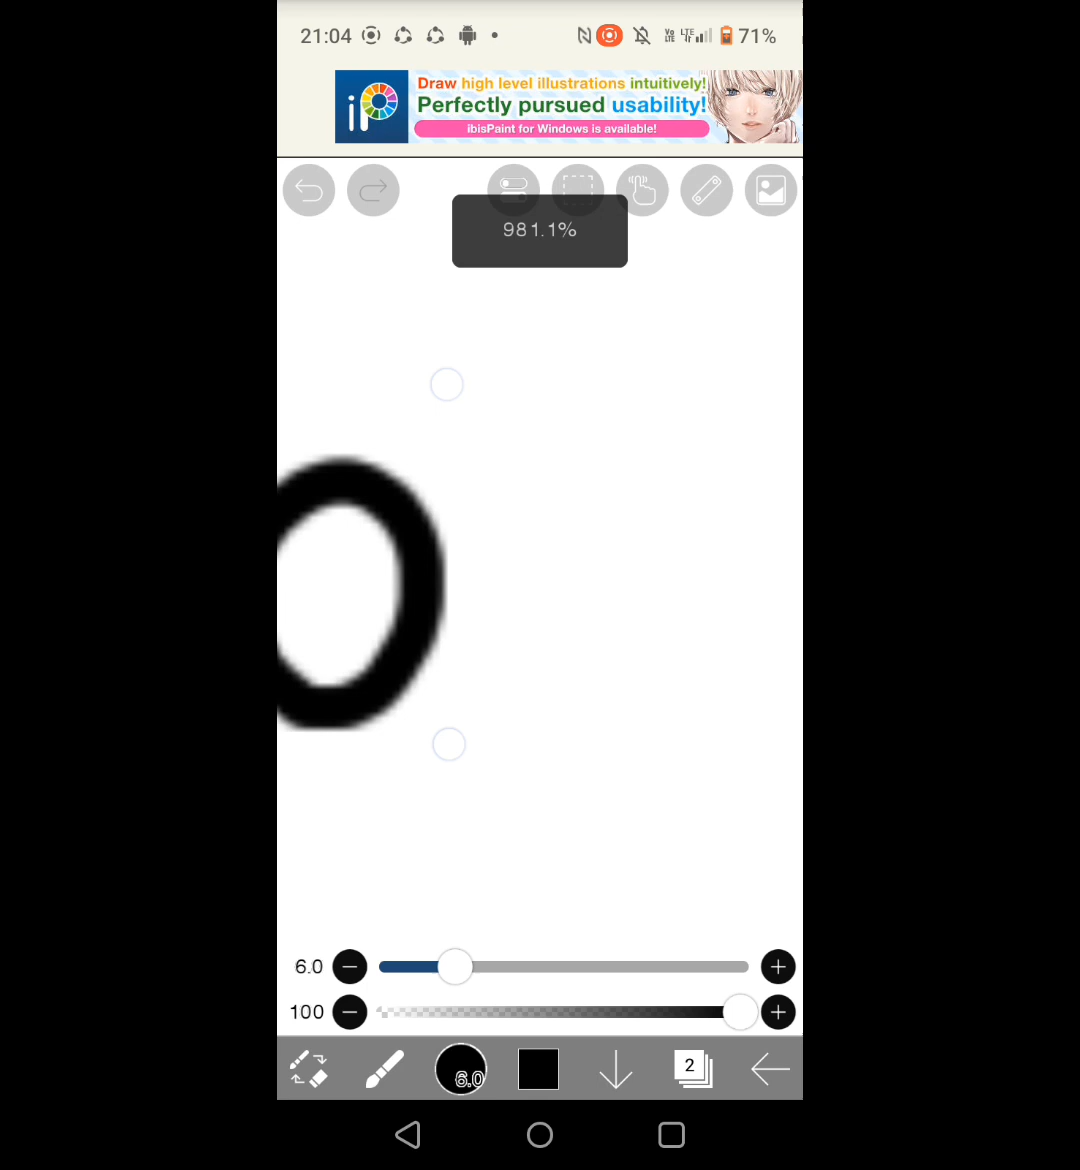 21:04
71%
iP
Draw high level illustrations intuitively!
Perfectly pursued usability!
ibisPaint for Windows is available!
981.1%
6.0
100
6.0
2